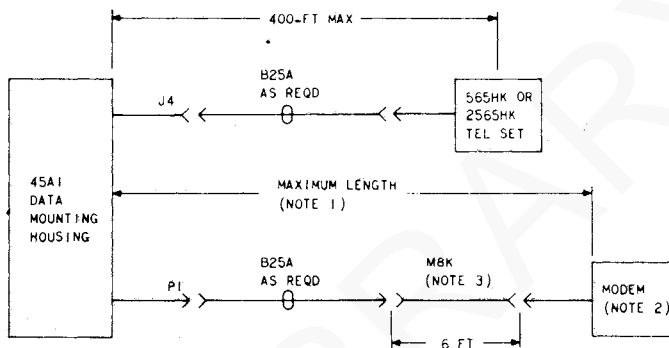 400-FT MAX
B25A
AS REQD
J4
565HK OR
2565HK
TEL SET
45A1
DATA
MOUNTING
HOUSING
MAXIMUM LENGTH
(NOTE 1)
B25A
AS REQD
M8K
(NOTE 3)
P1
MODEM
(NOTE 2)
6 FT